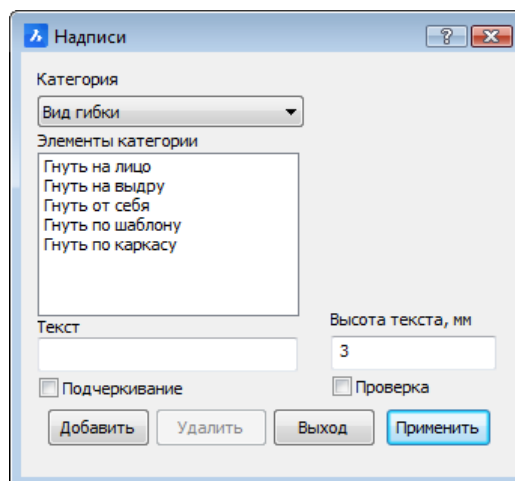 Надписи
Категория
Вид гибки
Элементы категории
Гнуть на лицо
Гнуть на выдру
Гнуть от себя
Гнуть по шаблону
Гнуть по каркасу
Текст
Высота текста, мм
3
Подчеркивание
Проверка
Добавить Удалить Выход Применить